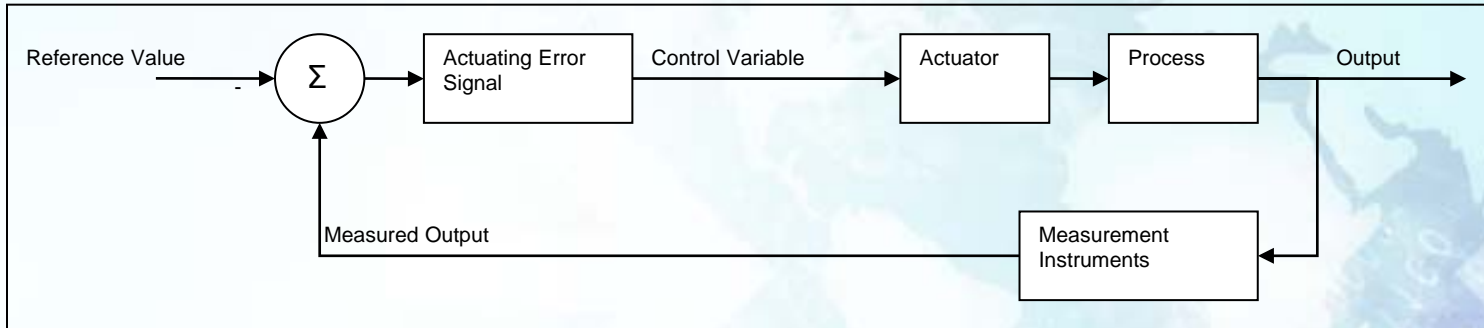 Reference Value
-
Σ
Actuating Error
Signal
Control Variable
Actuator
Process
Output
Measured Output
Measurement
Instruments